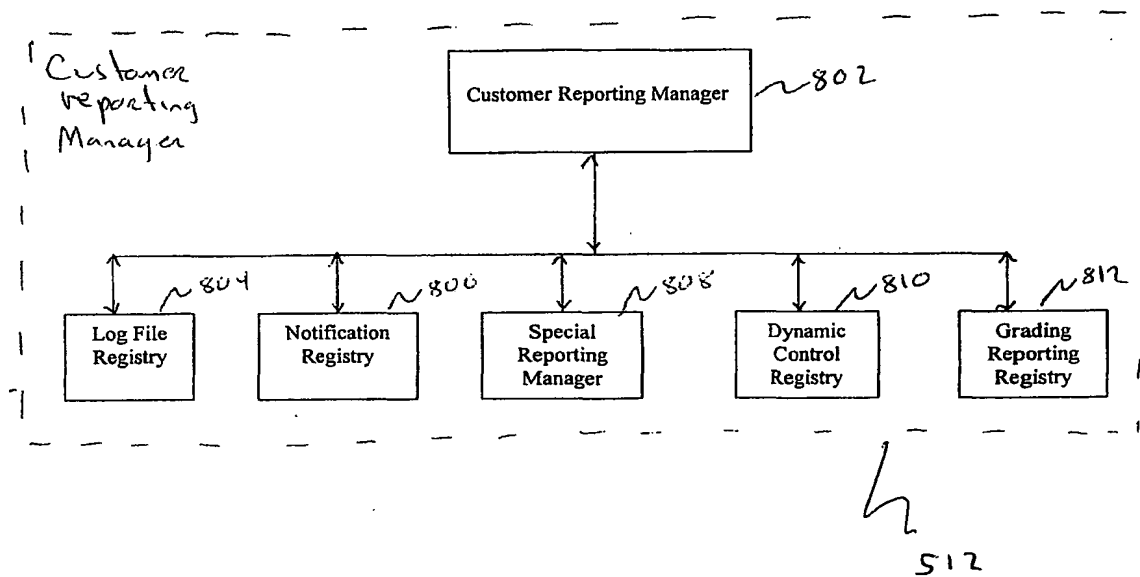 Customer
reporting
Manager
Customer Reporting Manager
802
804
800
808
810
812
Log File
Registry
Notification
Registry
Special
Reporting
Manager
Dynamic
Control
Registry
Grading
Reporting
Registry
512